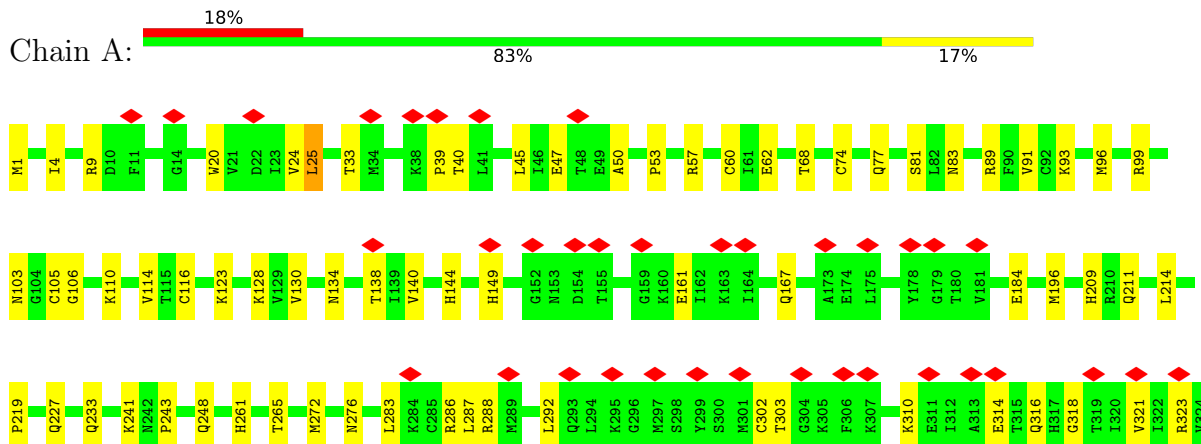 18%
Chain A:
83% 17%
M1 I4 R9 D10 F11 G14 W20 V21 D22 I23 V24 L25 T33 M34 K38 P39 T40 L41 L45 I46 E47 T48 E49 A50 P53 R57 C60 I61 E62 T68 C74 Q77 S81 L82 N83 R89 F90 V91 C92 K93 M96 R99
N103 G104 C105 G106 K110 V114 T115 C116 K123 K128 V129 V130 N134 T138 I139 V140 H144 H149 G152 N153 D154 T155 G159 K160 E161 I162 K163 I164 Q167 A173 E174 L175 Y178 G179 T180 V181 E184 M196 H209 R210 Q211 L214
P219 Q227 Q233 K241 N242 P243 Q248 H261 T265 M272 N276 L283 K284 C285 R286 L287 R288 M289 L292 Q293 L294 K295 G296 M297 S298 V299 S300 M301 C302 T303 G304 K305 F306 K307 K310 E311 I312 A313 E314 T315 Q316 H317 G318 T319 I320 V321 I322 R323